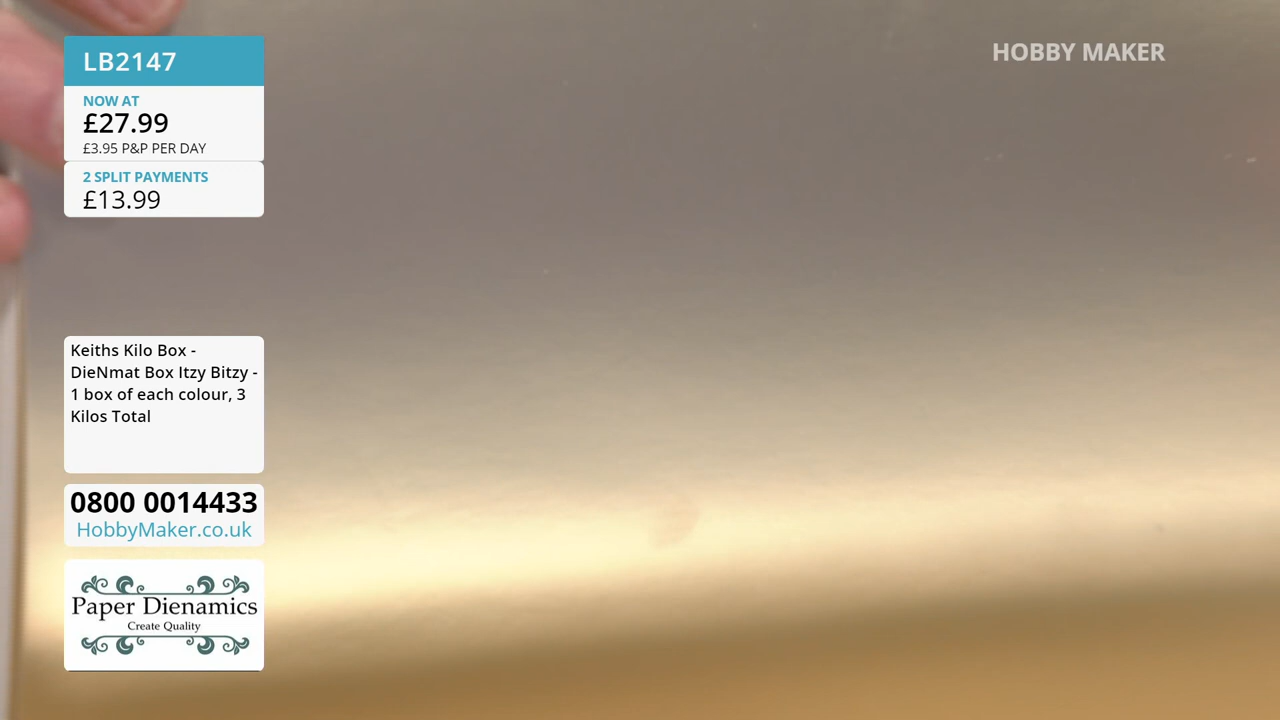 LB2147
NOW AT
£27.99
£3.95 P&P PER DAY
2 SPLIT PAYMENTS
£13.99
HOBBY MAKER
Keiths Kilo Box -
DieNmat Box Itzy Bitzy -
1 box of each colour, 3
Kilos Total
0800 0014433
HobbyMaker.co.uk
Paper Dienamics
Create Quality